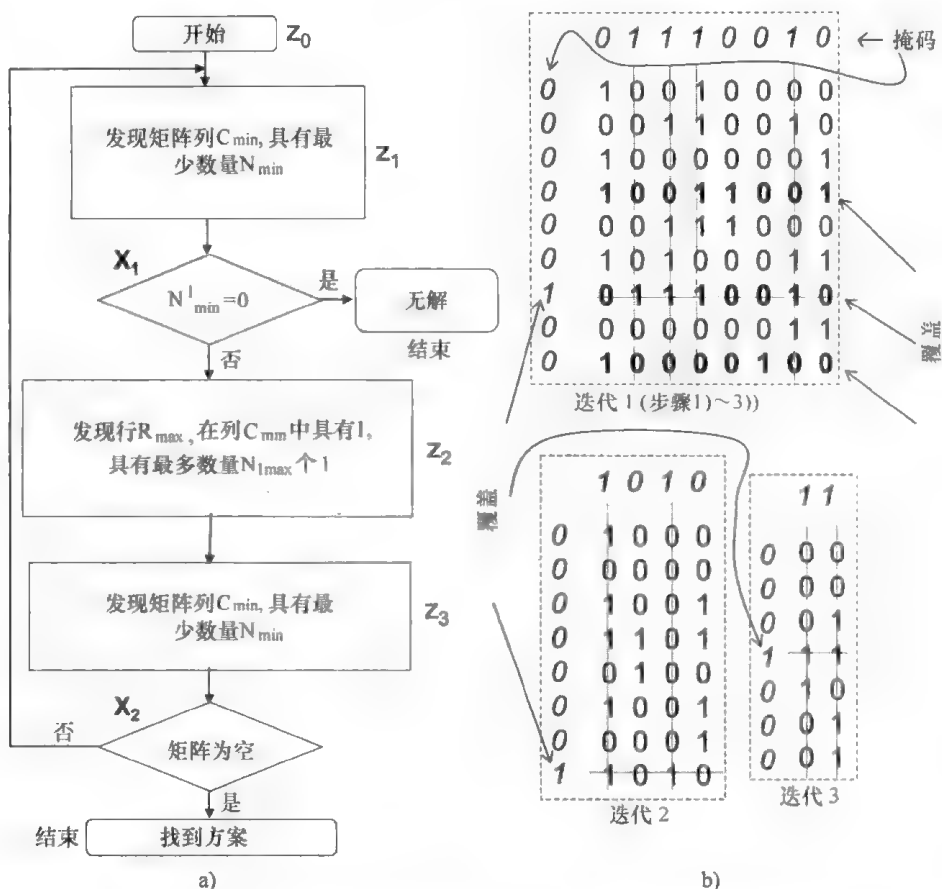 开始 Z0
发现矩阵列Cmin,具有最
少数量Nmin
Z1
X1
N1min=0
是
无解
结束
否
发现行Rmax,在列Cmin中具有1,
具有最多数量N1max个1
Z2
发现矩阵列Cmin,具有最
少数量Nmin
Z3
X2
否
矩阵为空
是
结束 找到方案
a)
0 1 1 1 0 0 1 0 ← 掩码
0 1 0 0 1 0 0 0 0
0 0 0 1 1 0 0 1 0
0 1 0 0 0 0 0 0 1
0 1 0 0 1 1 0 0 1
0 0 0 1 1 1 0 0 0
0 1 0 1 0 0 0 1 1
1 0 1 1 1 0 0 1 0
0 0 0 0 0 0 0 1 1
0 1 0 0 0 0 1 0 0
覆盖
迭代 1 (步骤1)~3))
覆盖
1 0 1 0
0 1 0 0 0
0 0 0 0 0
0 1 0 0 1
0 1 1 0 1
0 0 1 0 0
0 1 0 0 1
0 0 0 0 1
1 1 0 1 0
迭代 2
1 1
0 0 0
0 0 0
0 0 1
1 1 1
0 1 0
0 0 1
0 0 1
迭代 3
b)